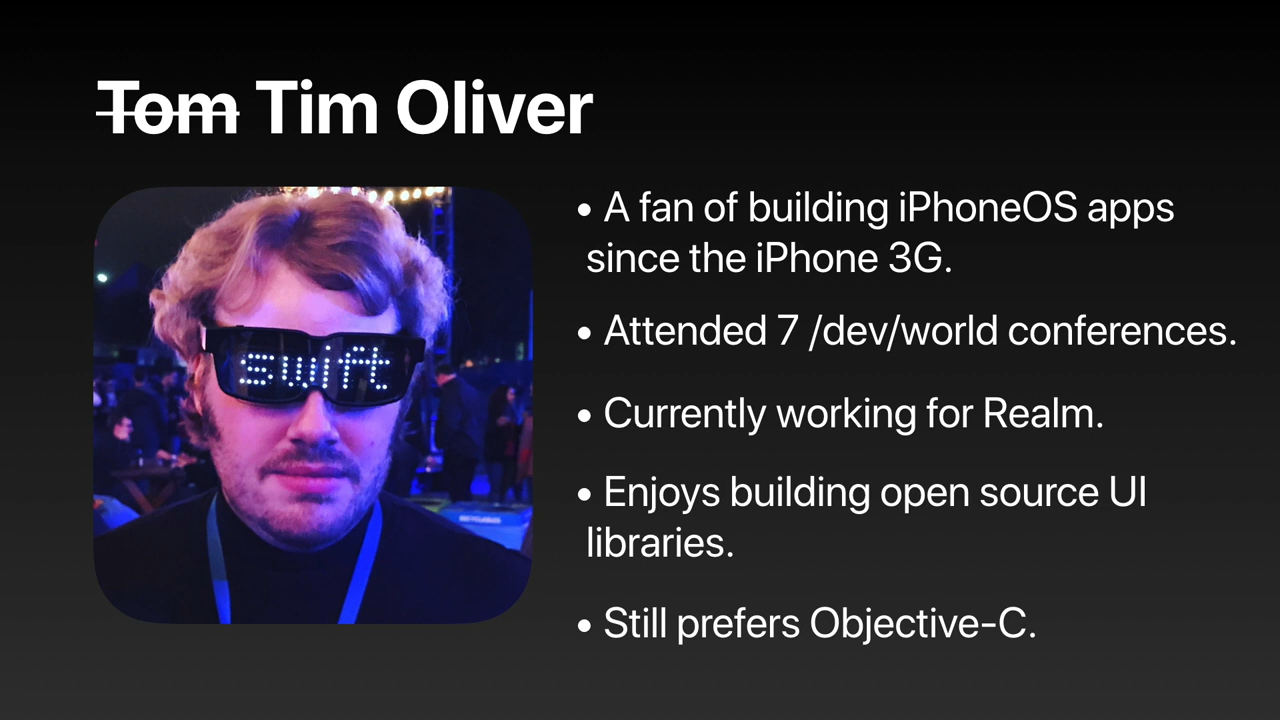 Tom Tim Oliver
swift
• A fan of building iPhoneOS apps
since the iPhone 3G.
• Attended 7 /dev/world conferences.
• Currently working for Realm.
• Enjoys building open source UI
libraries.
• Still prefers Objective-C.